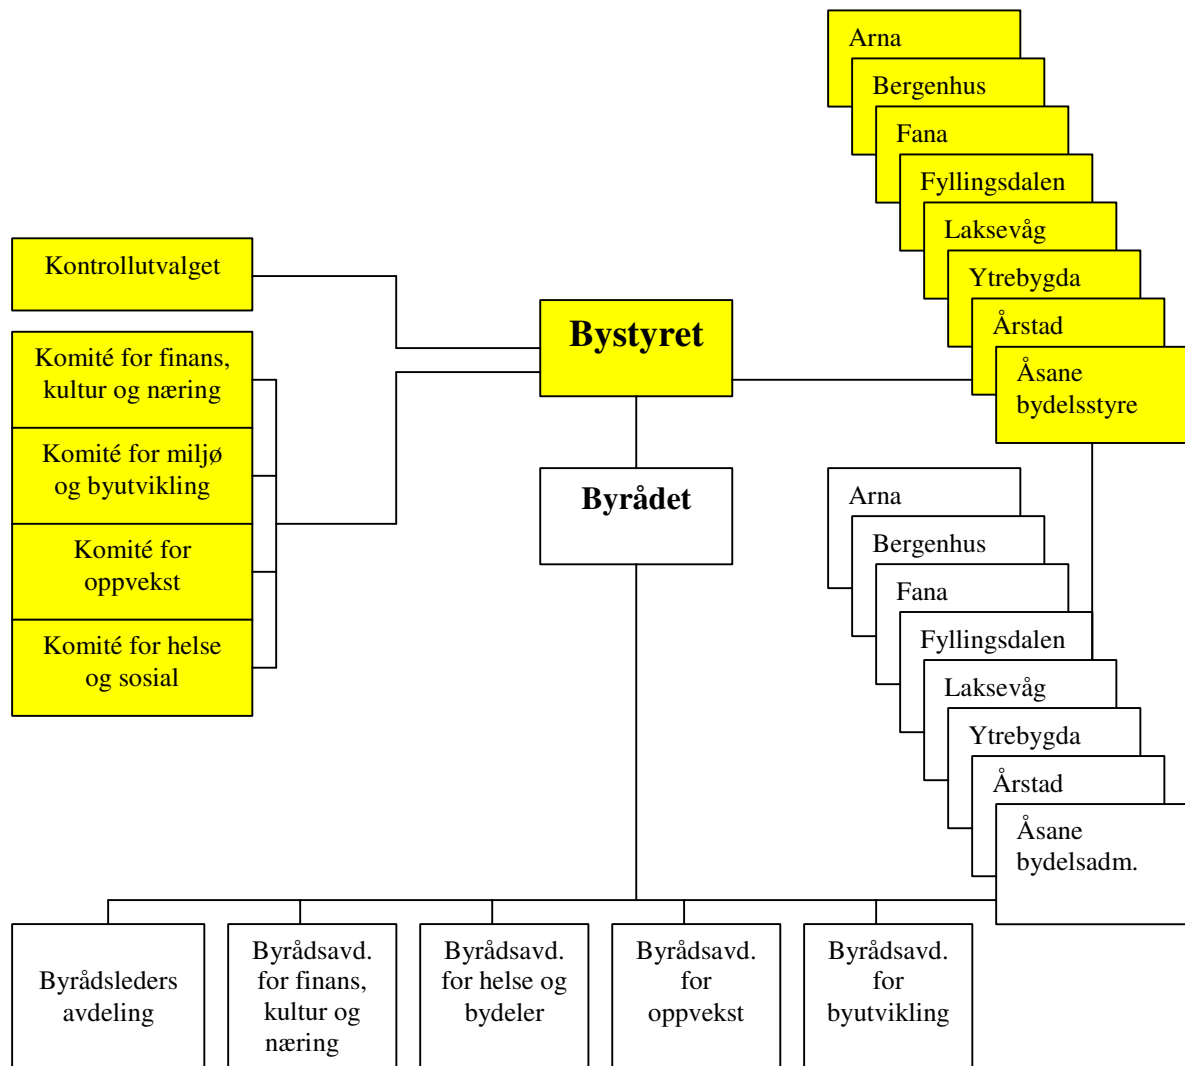 Arna
Bergenhus
Fana
Fyllingsdalen
Laksevåg
Ytrebygda
Årstad
Åsane
bydelsstyre
Kontrollutvalget
Komité for finans,
kultur og næring
Komité for miljø
og byutvikling
Komité for
oppvekst
Komité for helse
og sosial
Bystyret
Byrådet
Arna
Bergenhus
Fana
Fyllingsdalen
Laksevåg
Ytrebygda
Årstad
Åsane
bydelsadm.
Byrådsleders
avdeling
Byrådsavd.
for finans,
kultur og
næring
Byrådsavd.
for helse og
bydeler
Byrådsavd.
for
oppvekst
Byrådsavd.
for
byutvikling